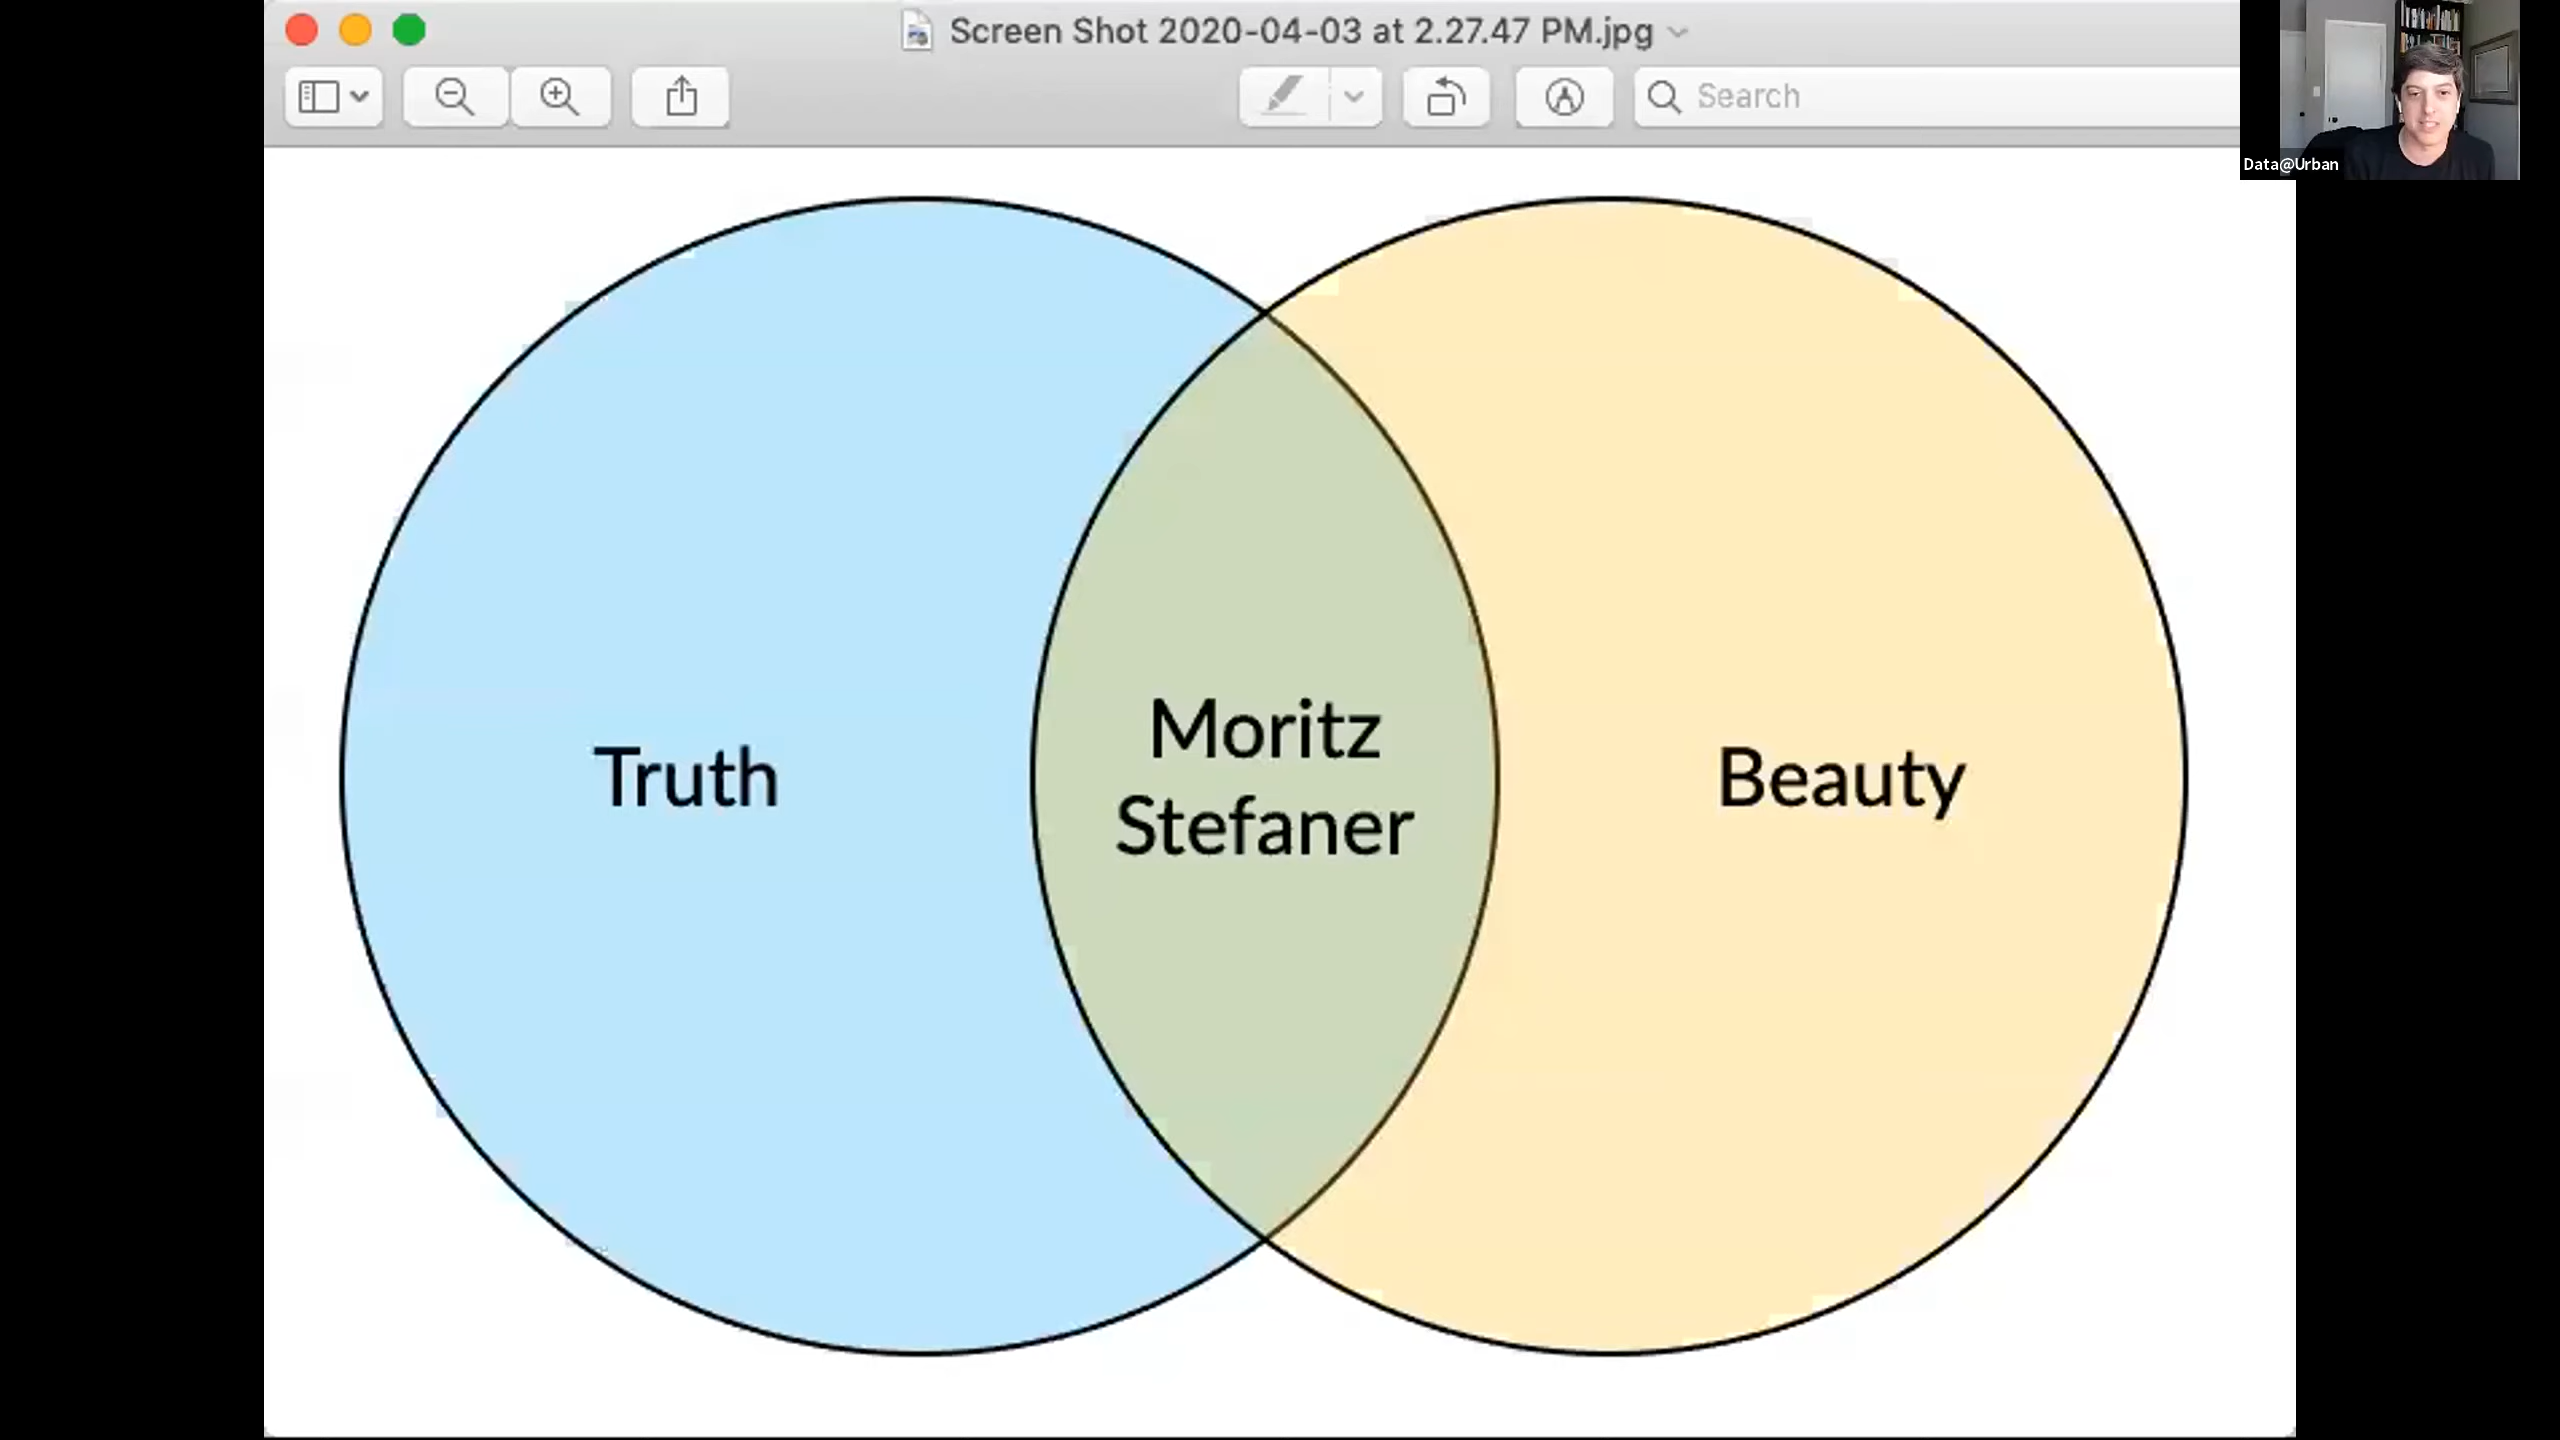 Screen Shot 2020-04-03 at 2.27.47 PM.jpg
Search
Data@Urban
Truth
Moritz
Stefaner
Beauty